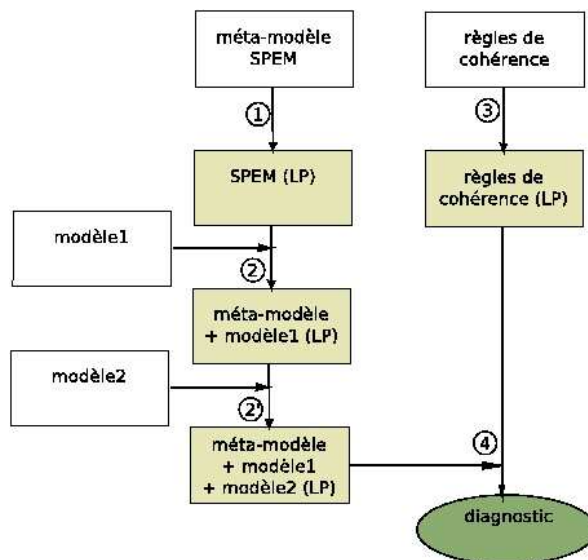 méta-modèle
SPEM
règles de
cohérence
①
③
SPEM (LP)
règles de
cohérence (LP)
modèle1
②
méta-modèle
+ modèle1 (LP)
modèle2
②'
méta-modèle
+ modèle1
+ modèle2 (LP)
④
diagnostic